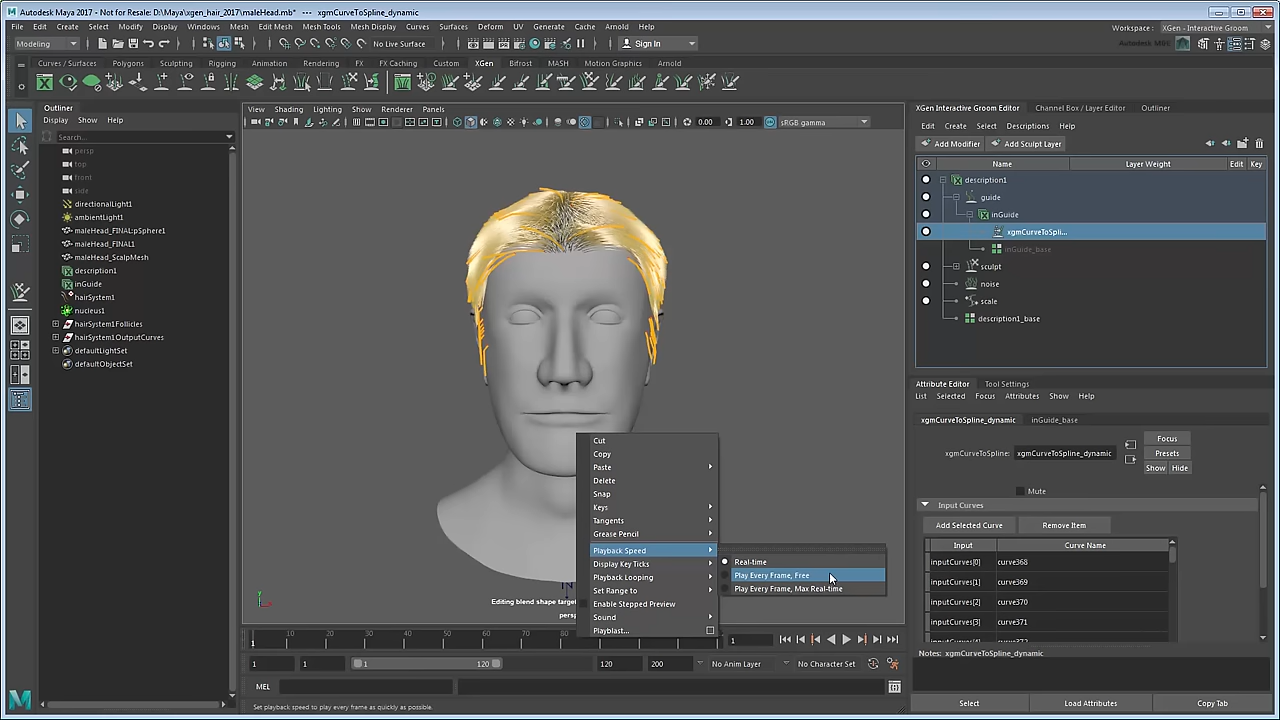 Autodesk Maya 2017 - Not for Resale: D:\Maya\xgen_hair_2017\maleHead.mb* --- xgmCurveToSpline_dynamic
File Edit Create Select Modify Display Windows Mesh Edit Mesh Mesh Tools Mesh Display Curves Surfaces Deform UV Generate Cache Arnold Help
Workspace: XGen - Interactive Groom
Modeling No Live Surface Sign In
Curves / Surfaces Polygons Sculpting Rigging Animation Rendering FX FX Caching Custom XGen Bifrost MASH Motion Graphics Arnold
Outliner
Display Show Help
Search...
persp
top
front
side
directionalLight1
ambientLight1
maleHead_FINAL:pSphere1
maleHead_FINAL1
maleHead_ScalpMesh
description1
inGuide
hairSystem1
nucleus1
hairSystem1Follicles
hairSystem1OutputCurves
defaultLightSet
defaultObjectSet
View Shading Lighting Show Renderer Panels
0.00 1.00 sRGB gamma
Editing blend shape target
persp
Cut
Copy
Paste
Delete
Snap
Keys
Tangents
Grease Pencil
Playback Speed
Display Key Ticks
Playback Looping
Set Range to
Enable Stepped Preview
Sound
Playblast...
Real-time
Play Every Frame, Free
Play Every Frame, Max Real-time
XGen Interactive Groom Editor Channel Box / Layer Editor Outliner
Edit Create Select Descriptions Help
Add Modifier Add Sculpt Layer
Name Layer Weight Edit Key
description1
guide
inGuide
xgmCurveToSpli...
inGuide_base
sculpt
noise
scale
description1_base
Attribute Editor Tool Settings
List Selected Focus Attributes Show Help
xgmCurveToSpline_dynamic inGuide_base
xgmCurveToSpline: xgmCurveToSpline_dynamic
Focus
Presets
Show Hide
Mute
Input Curves
Add Selected Curve Remove Item
Input Curve Name
inputCurves[0] curve368
inputCurves[1] curve369
inputCurves[2] curve370
inputCurves[3] curve371
Notes: xgmCurveToSpline_dynamic
Select Load Attributes Copy Tab
1 10 20 30 40 50 60 70 80 1
1 1 1 120 120 200 No Anim Layer No Character Set
MEL
Set playback speed to play every frame as quickly as possible.